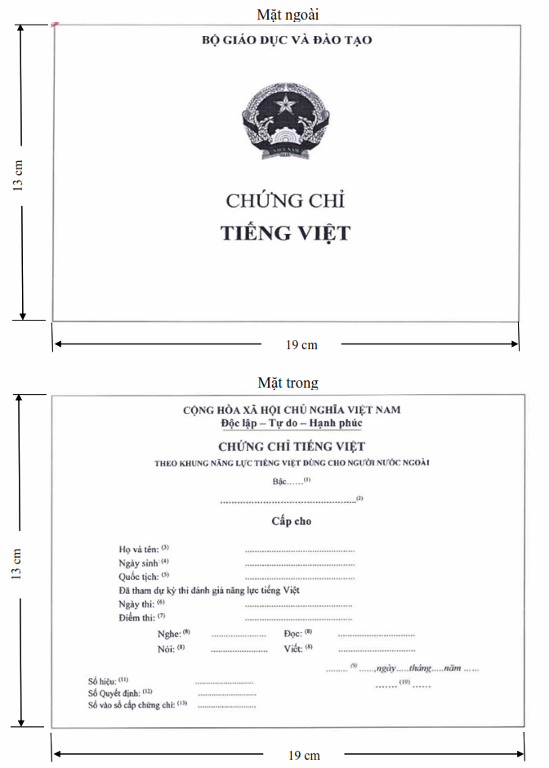 Mặt ngoài
BỘ GIÁO DỤC VÀ ĐÀO TẠO
VIỆT NAM
CHỨNG CHỈ
TIẾNG VIỆT
13 cm
19 cm
Mặt trong
CỘNG HÒA XÃ HỘI CHỦ NGHĨA VIỆT NAM
Độc lập – Tự do – Hạnh phúc
CHỨNG CHỈ TIẾNG VIỆT
THEO KHUNG NĂNG LỰC TIẾNG VIỆT DÙNG CHO NGƯỜI NƯỚC NGOÀI
Bậc......(1)
..............................................(2)
Cấp cho
Họ và tên: (3) ....................................
Ngày sinh: (4) ....................................
Quốc tịch: (5) ....................................
Đã tham dự kỳ thi đánh giá năng lực tiếng Việt
Ngày thi: (6) ....................................
Điểm thi: (7) ....................................
Nghe: (8) .................. Đọc: (8) .........................
Nói: (8) .................. Viết: (8) .........................
........ (9) ......,ngày.....tháng.....năm ......
....... (10) ......
Số hiệu: (11) ....................
Số Quyết định: (12) ....................
Số vào sổ cấp chứng chỉ: (13) ....................
13 cm
19 cm